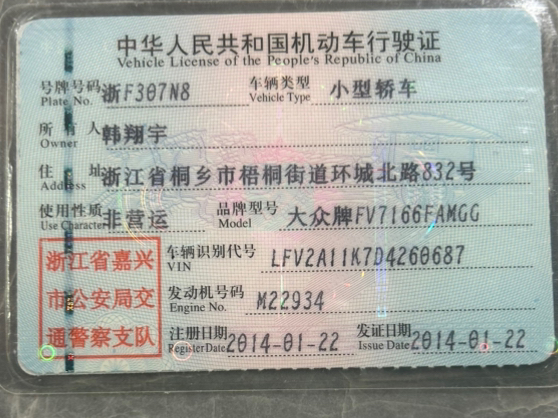 中华人民共和国机动车行驶证
Vehicle License of the People's Republic of China
号牌号码 浙F307N8 车辆类型 小型轿车
Plate No. Vehicle Type
所有人 韩翔宇
Owner
住址 浙江省桐乡市梧桐街道环城北路832号
Address
使用性质 非营运 品牌型号 大众牌FV7166FAMGG
Use Character Model
浙江省嘉兴
市公安局交
通警察支队
车辆识别代号 LFV2A11K7D4260687
VIN
发动机号码 M22934
Engine No.
注册日期 2014-01-22 发证日期 2014-01-22
Register Date Issue Date